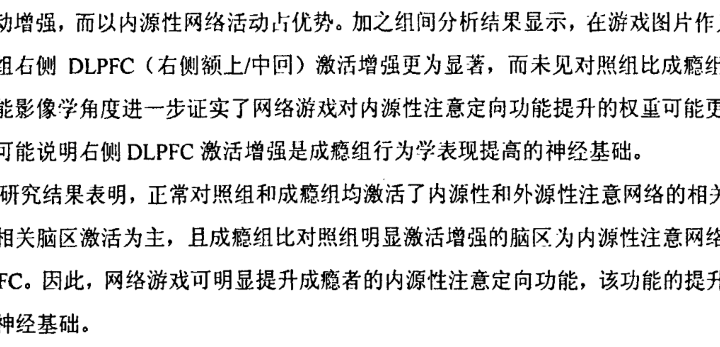 动增强，而以内源性网络活动占优势。加之组间分析结果显示，在游戏图片作
组右侧 DLPFC（右侧额上/中回）激活增强更为显著，而未见对照组比成瘾组
能影像学角度进一步证实了网络游戏对内源性注意定向功能提升的权重可能更
可能说明右侧 DLPFC 激活增强是成瘾组行为学表现提高的神经基础。
研究结果表明，正常对照组和成瘾组均激活了内源性和外源性注意网络的相关
相关脑区激活为主，且成瘾组比对照组明显激活增强的脑区为内源性注意网络
FC。因此，网络游戏可明显提升成瘾者的内源性注意定向功能，该功能的提升
神经基础。